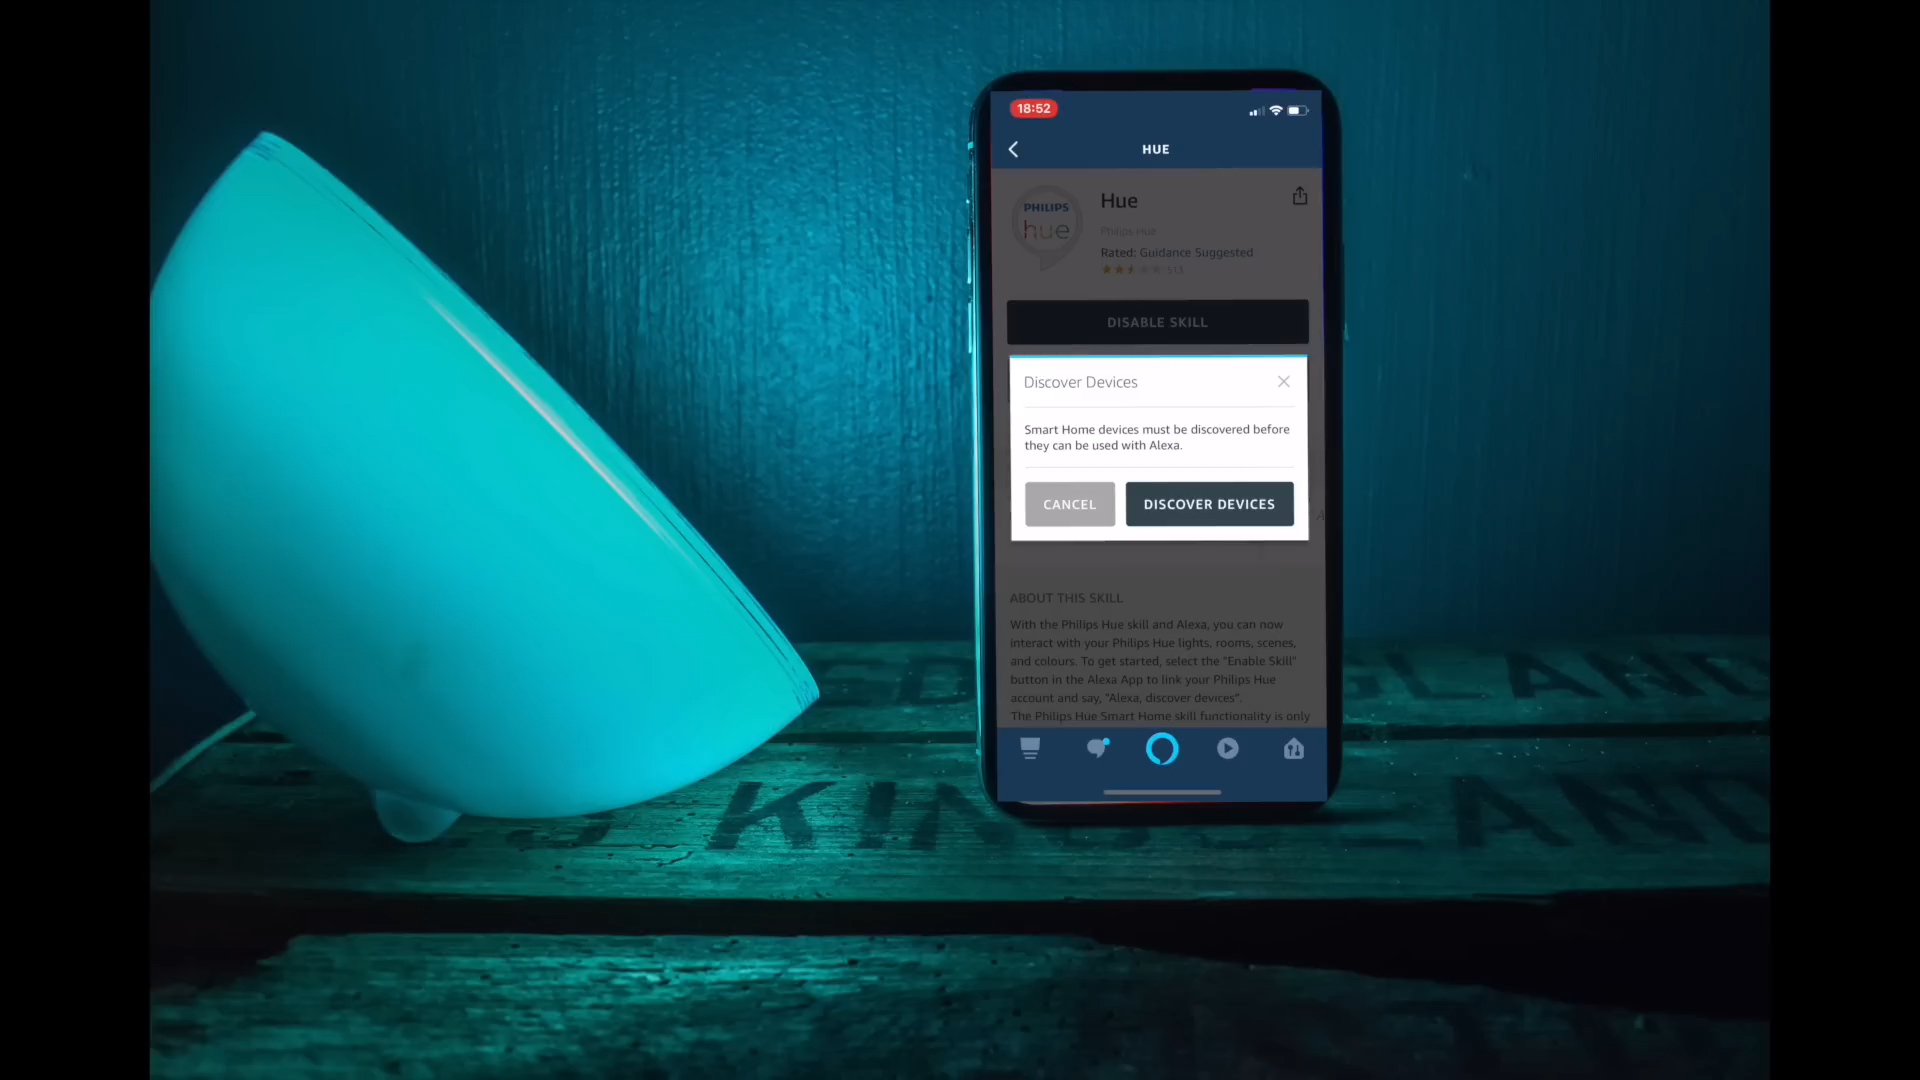 18:52
HUE
PHILIPS
hue
Hue
Philips Hue
Rated: Guidance Suggested
513
DISABLE SKILL
Discover Devices
Smart Home devices must be discovered before
they can be used with Alexa.
CANCEL
DISCOVER DEVICES
ABOUT THIS SKILL
With the Philips Hue skill and Alexa, you can now
interact with your Philips Hue lights, rooms, scenes,
and colours. To get started, select the "Enable Skill"
button in the Alexa App to link your Philips Hue
account and say, "Alexa, discover devices".
The Philips Hue Smart Home skill functionality is only